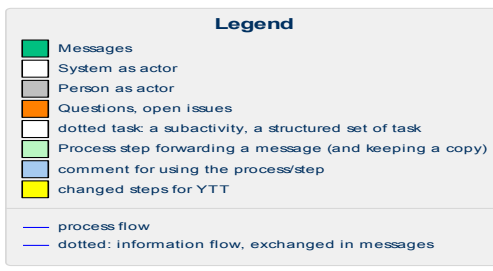 Legend
Messages
System as actor
Person as actor
Questions, open issues
dotted task: a subactivity, a structured set of task
Process step forwarding a message (and keeping a copy)
comment for using the process/step
changed steps for YTT
process flow
dotted: information flow, exchanged in messages